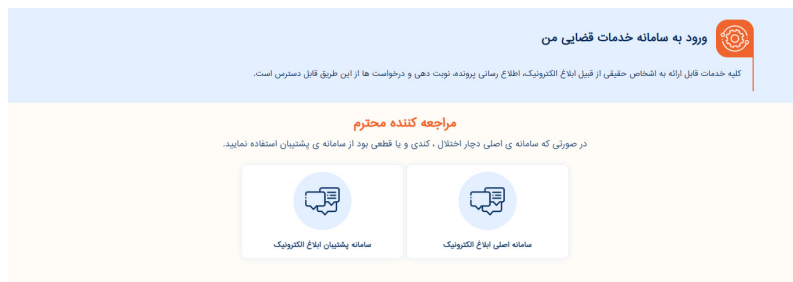 ورود به سامانه خدمات قضایی من
کلیه خدمات قابل ارائه به اشخاص حقیقی از قبیل ابلاغ الکترونیک، اطلاع رسانی پرونده، نوبت دهی و درخواست ها از این طریق قابل دسترس است.
مراجعه کننده محترم
در صورتی که سامانه ی اصلی دچار اختلال ، کندی و یا قطعی بود از سامانه ی پشتیبان استفاده نمایید.
سامانه اصلی ابلاغ الکترونیک
سامانه پشتیبان ابلاغ الکترونیک